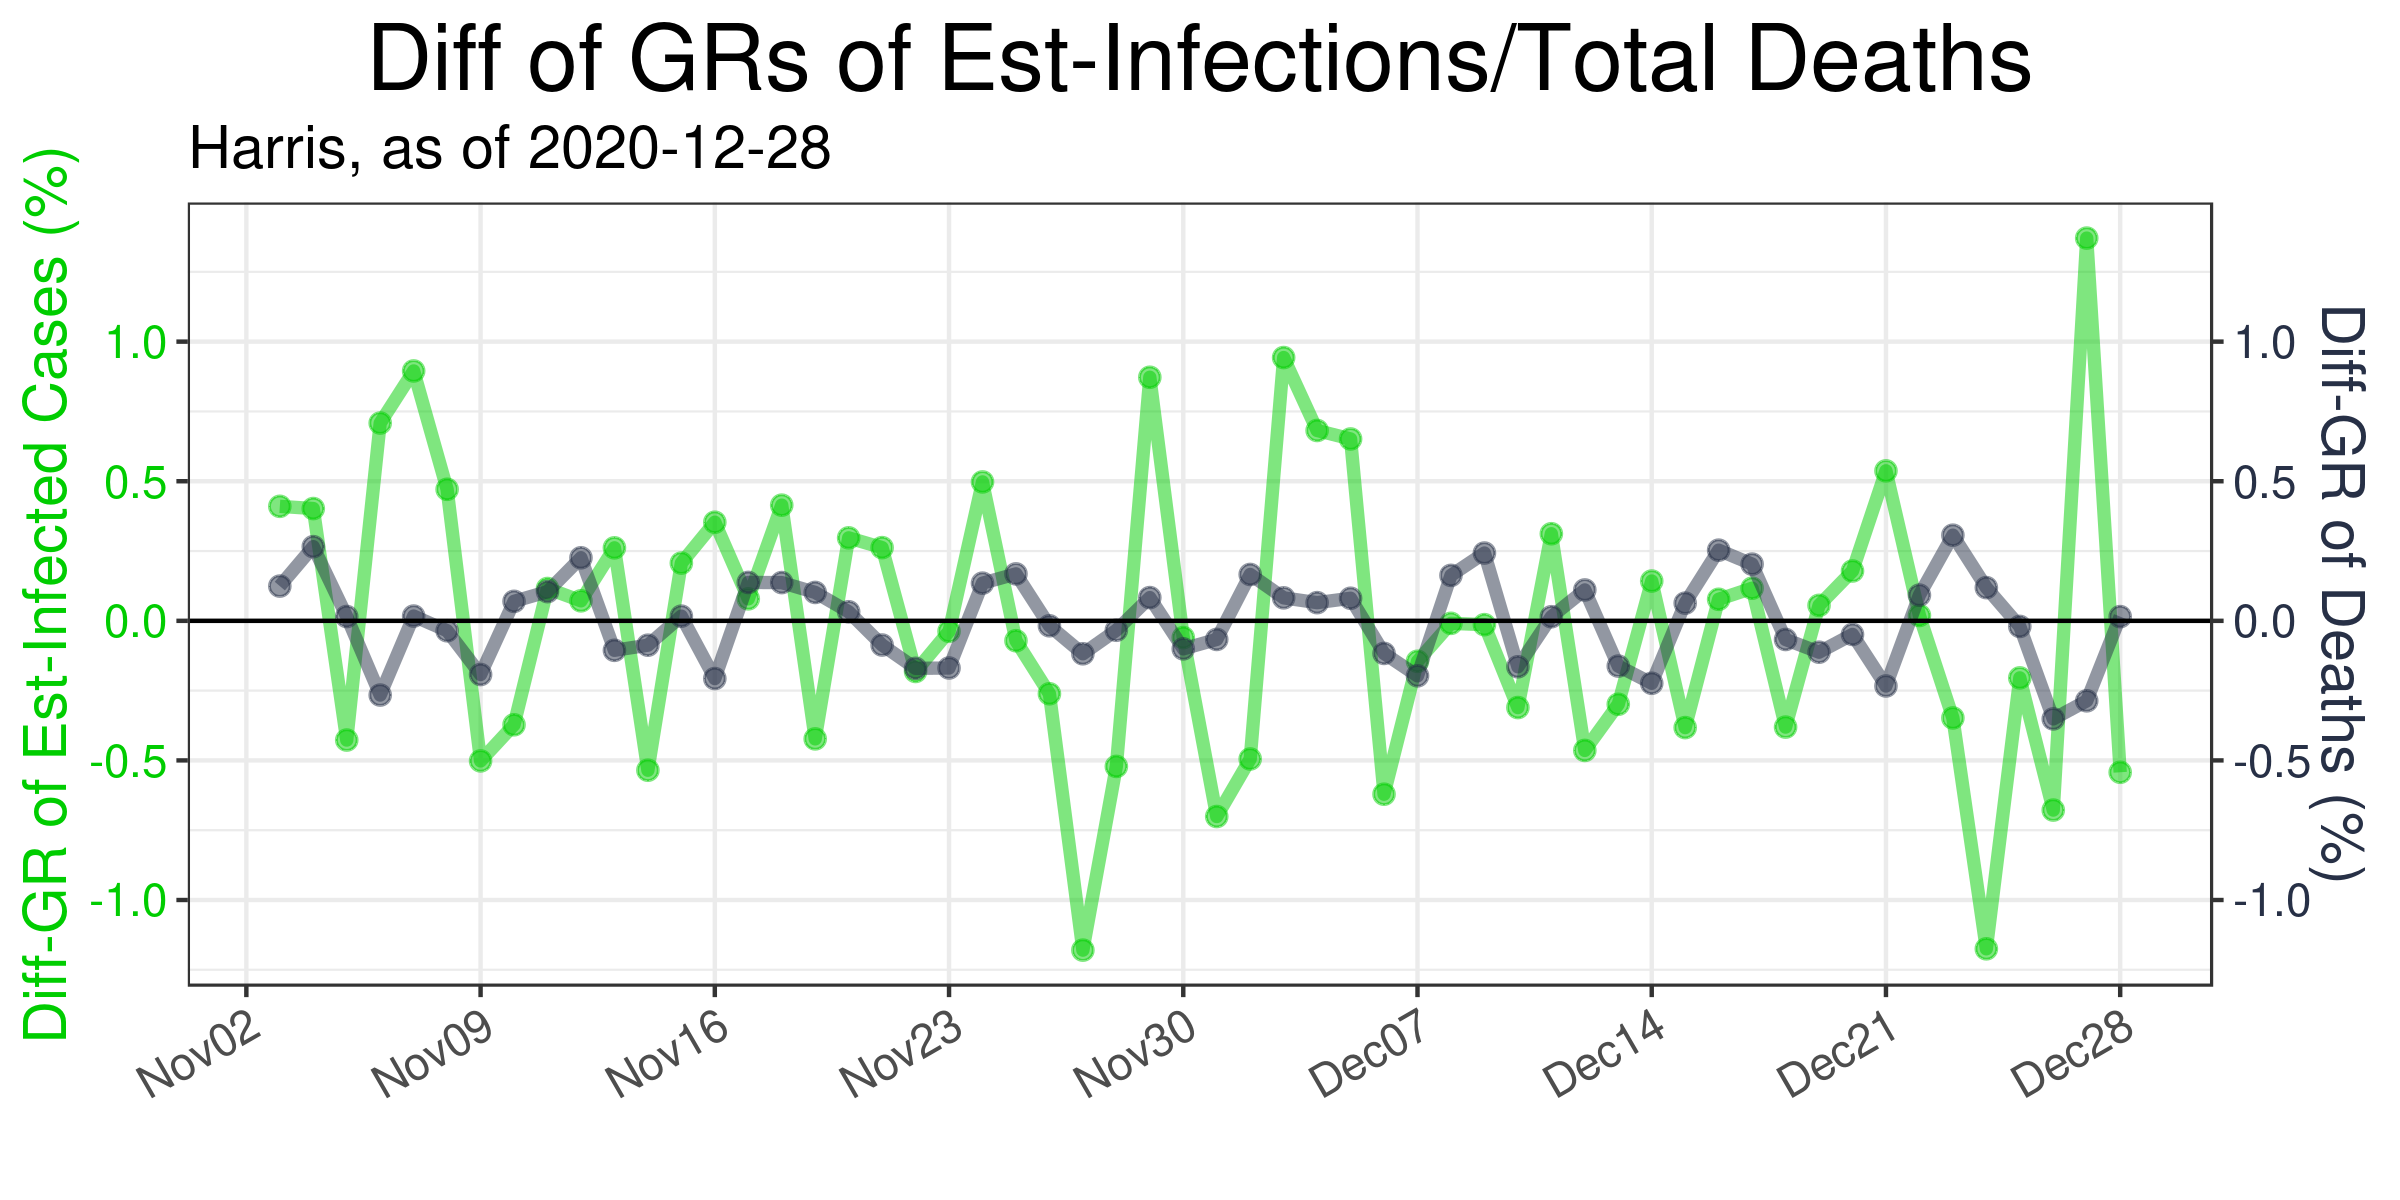 Diff of GRs of Est-Infections/Total Deaths
Harris, as of 2020-12-28
Diff-GR of Est-Infected Cases (%)
1.0
0.5
0.0
-0.5
-1.0
1.0
0.5
0.0
-0.5
-1.0
Diff-GR of Deaths (%)
Nov02 Nov09 Nov16 Nov23 Nov30 Dec07 Dec14 Dec21 Dec28